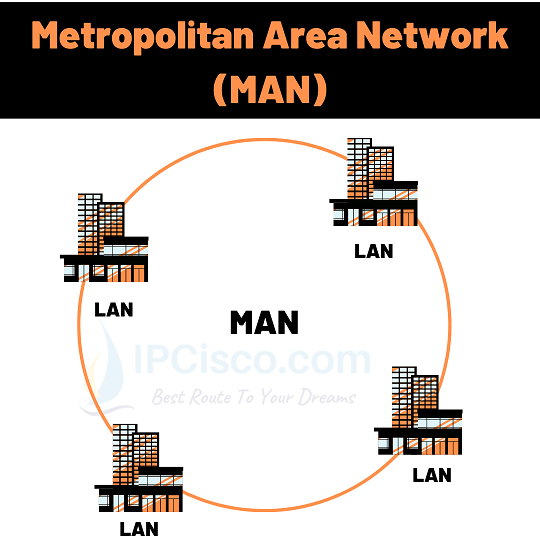 Metropolitan Area Network
(MAN)
LAN
LAN
MAN
IPCisco.com
Best Route To Your Dreams
LAN
LAN